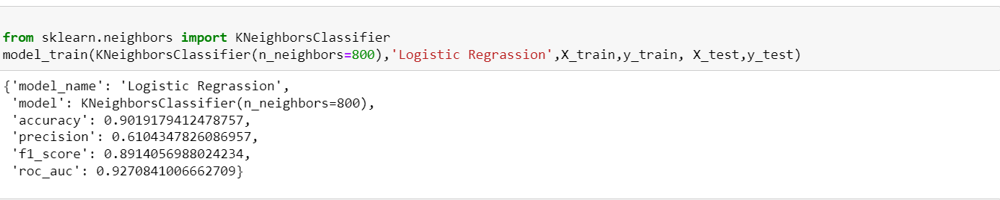 from sklearn.neighbors import KNeighborsClassifier
model_train(KNeighborsClassifier(n_neighbors=800),'Logistic Regrassion',X_train,y_train, X_test,y_test)
{'model_name': 'Logistic Regrassion',
 'model': KNeighborsClassifier(n_neighbors=800),
 'accuracy': 0.9019179412478757,
 'precision': 0.6104347826086957,
 'f1_score': 0.8914056988024234,
 'roc_auc': 0.9270841006662709}